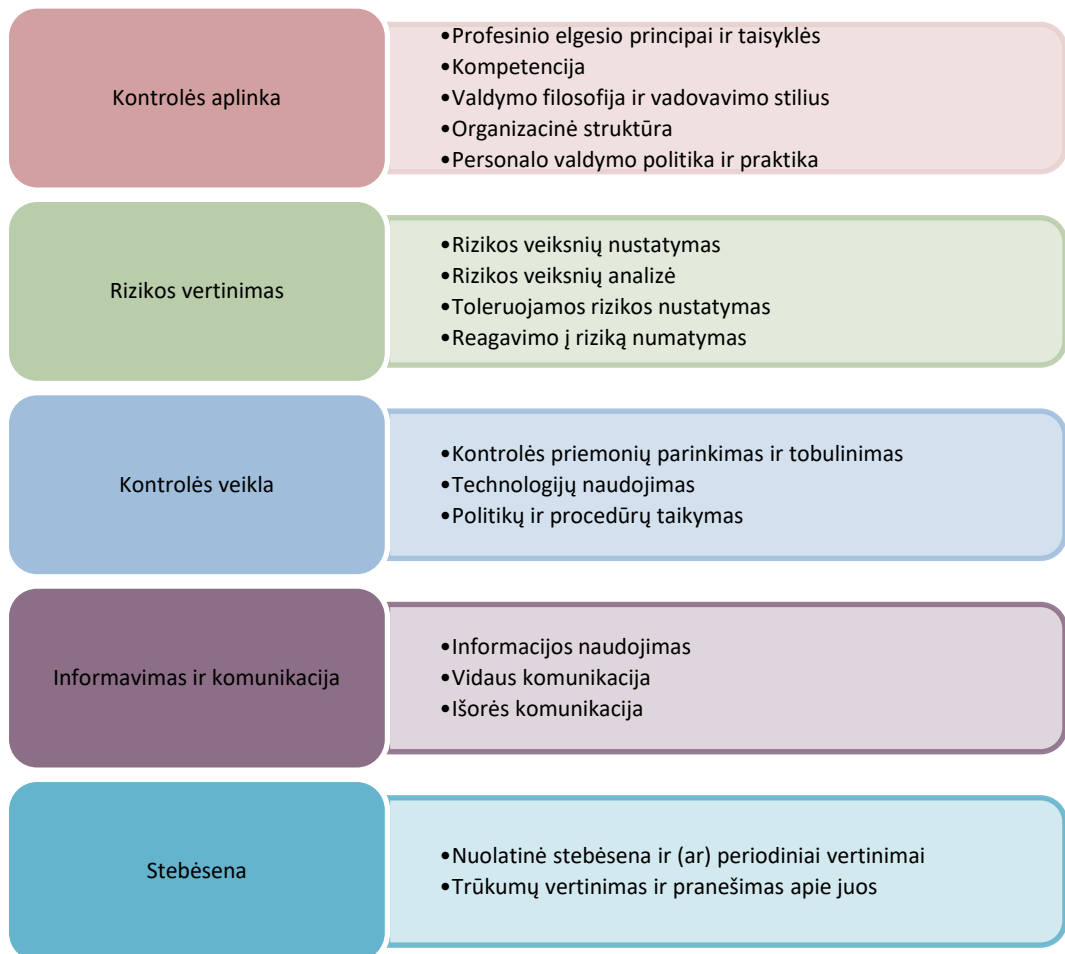 Kontrolės aplinka
•Profesinio elgesio principai ir taisyklės
•Kompetencija
•Valdymo filosofija ir vadovavimo stilius
•Organizacinė struktūra
•Personalo valdymo politika ir praktika
Rizikos vertinimas
•Rizikos veiksnių nustatymas
•Rizikos veiksnių analizė
•Toleruojamos rizikos nustatymas
•Reagavimo į riziką numatymas
Kontrolės veikla
•Kontrolės priemonių parinkimas ir tobulinimas
•Technologijų naudojimas
•Politikų ir procedūrų taikymas
Informavimas ir komunikacija
•Informacijos naudojimas
•Vidaus komunikacija
•Išorės komunikacija
Stebėsena
•Nuolatinė stebėsena ir (ar) periodiniai vertinimai
•Trūkumų vertinimas ir pranešimas apie juos